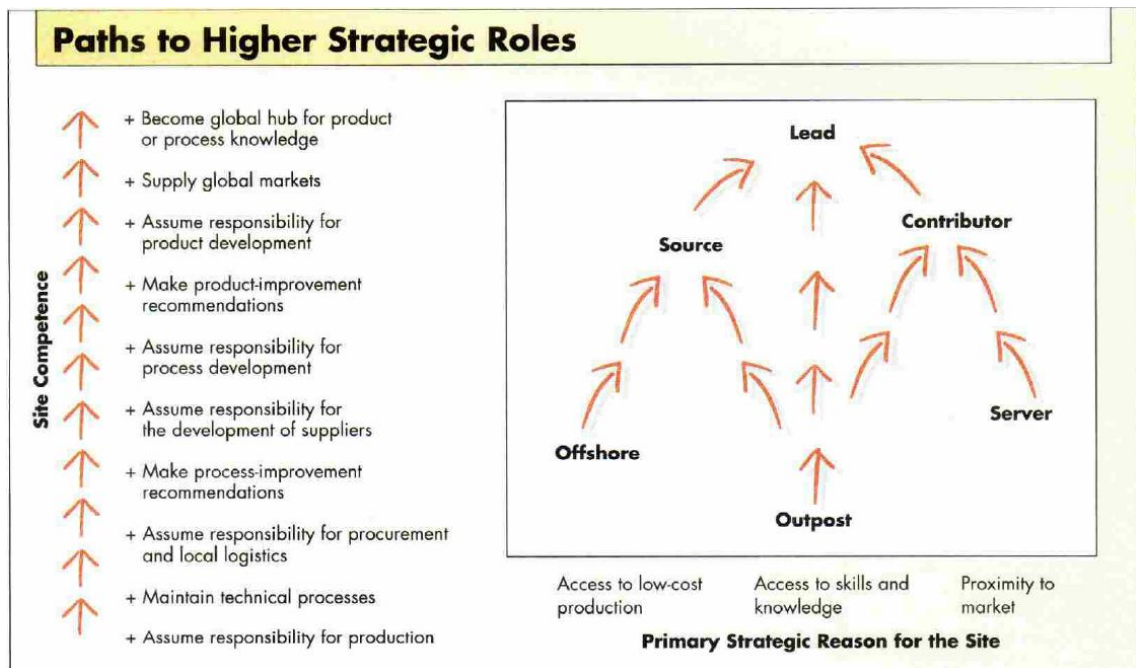 Paths to Higher Strategic Roles
Site Competence
+ Become global hub for product
or process knowledge
+ Supply global markets
+ Assume responsibility for
product development
+ Make product-improvement
recommendations
+ Assume responsibility for
process development
+ Assume responsibility for
the development of suppliers
+ Make process-improvement
recommendations
+ Assume responsibility for procurement
and local logistics
+ Maintain technical processes
+ Assume responsibility for production
Lead
Contributor
Source
Server
Offshore
Outpost
Access to low-cost
production
Access to skills and
knowledge
Proximity to
market
Primary Strategic Reason for the Site